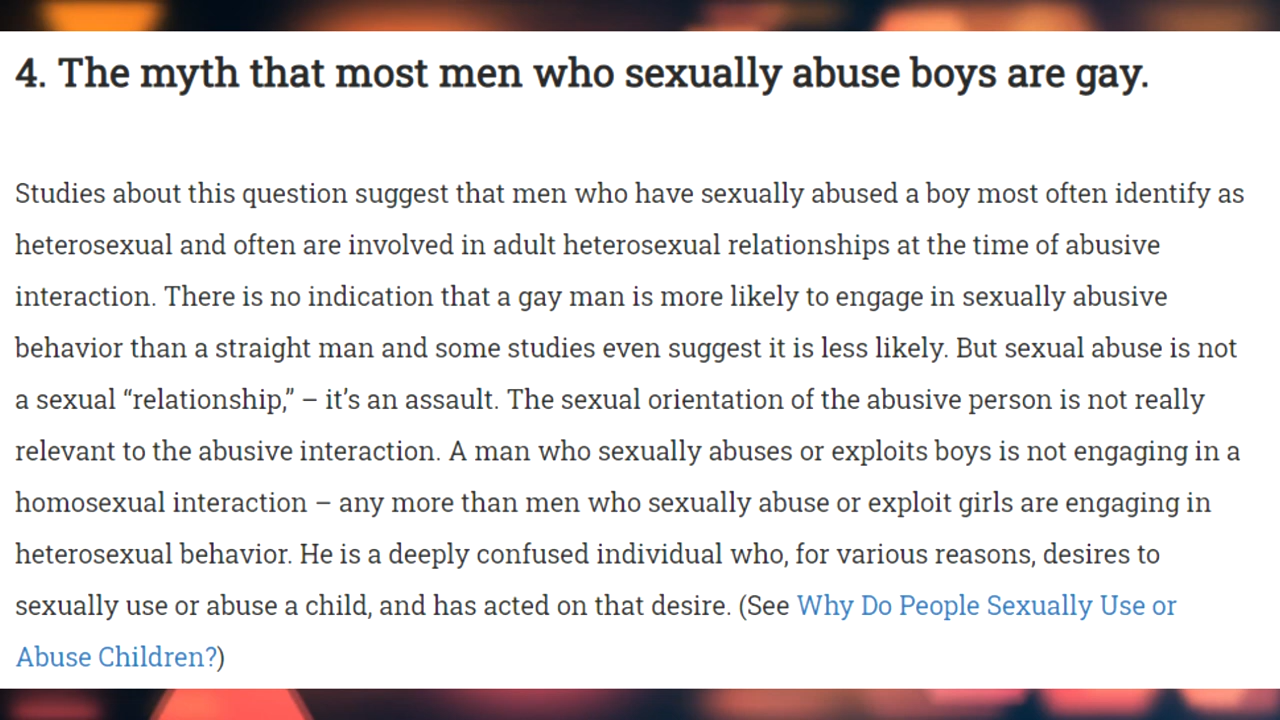 4. The myth that most men who sexually abuse boys are gay.
Studies about this question suggest that men who have sexually abused a boy most often identify as
heterosexual and often are involved in adult heterosexual relationships at the time of abusive
interaction. There is no indication that a gay man is more likely to engage in sexually abusive
behavior than a straight man and some studies even suggest it is less likely. But sexual abuse is not
a sexual “relationship,” – it’s an assault. The sexual orientation of the abusive person is not really
relevant to the abusive interaction. A man who sexually abuses or exploits boys is not engaging in a
homosexual interaction – any more than men who sexually abuse or exploit girls are engaging in
heterosexual behavior. He is a deeply confused individual who, for various reasons, desires to
sexually use or abuse a child, and has acted on that desire. (See Why Do People Sexually Use or
Abuse Children?)